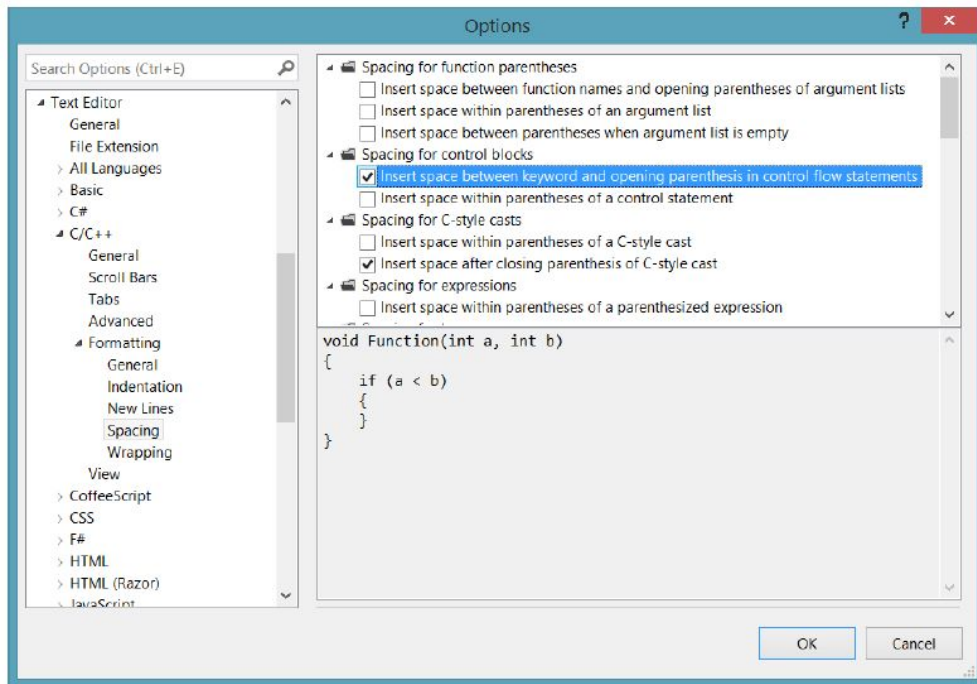 Options
?
Search Options (Ctrl+E)
Text Editor
General
File Extension
All Languages
Basic
C#
C/C++
General
Scroll Bars
Tabs
Advanced
Formatting
General
Indentation
New Lines
Spacing
Wrapping
View
CoffeeScript
CSS
F#
HTML
HTML (Razor)
JavaScript
Spacing for function parentheses
Insert space between function names and opening parentheses of argument lists
Insert space within parentheses of an argument list
Insert space between parentheses when argument list is empty
Spacing for control blocks
Insert space between keyword and opening parenthesis in control flow statements
Insert space within parentheses of a control statement
Spacing for C-style casts
Insert space within parentheses of a C-style cast
Insert space after closing parenthesis of C-style cast
Spacing for expressions
Insert space within parentheses of a parenthesized expression
void Function(int a, int b)
{
    if (a < b)
    {
    }
}
OK
Cancel